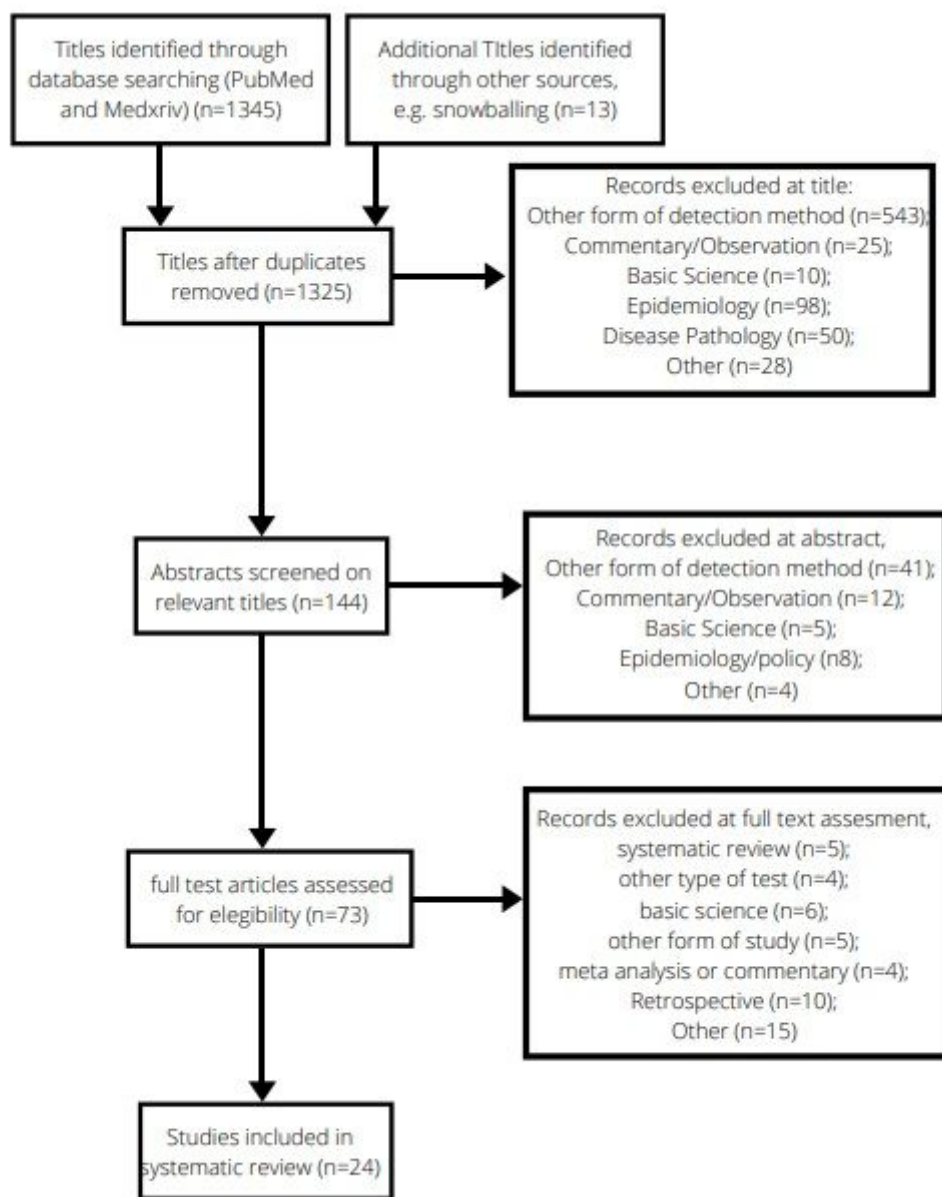 Titles identified through
database searching (PubMed
and Medxriv) (n=1345)
Additional TItles identified
through other sources,
e.g. snowballing (n=13)
Titles after duplicates
removed (n=1325)
Records excluded at title:
Other form of detection method (n=543);
Commentary/Observation (n=25);
Basic Science (n=10);
Epidemiology (n=98);
Disease Pathology (n=50);
Other (n=28)
Abstracts screened on
relevant titles (n=144)
Records excluded at abstract,
Other form of detection method (n=41);
Commentary/Observation (n=12);
Basic Science (n=5);
Epidemiology/policy (n8);
Other (n=4)
full test articles assessed
for elegibility (n=73)
Records excluded at full text assesment,
systematic review (n=5);
other type of test (n=4);
basic science (n=6);
other form of study (n=5);
meta analysis or commentary (n=4);
Retrospective (n=10);
Other (n=15)
Studies included in
systematic review (n=24)